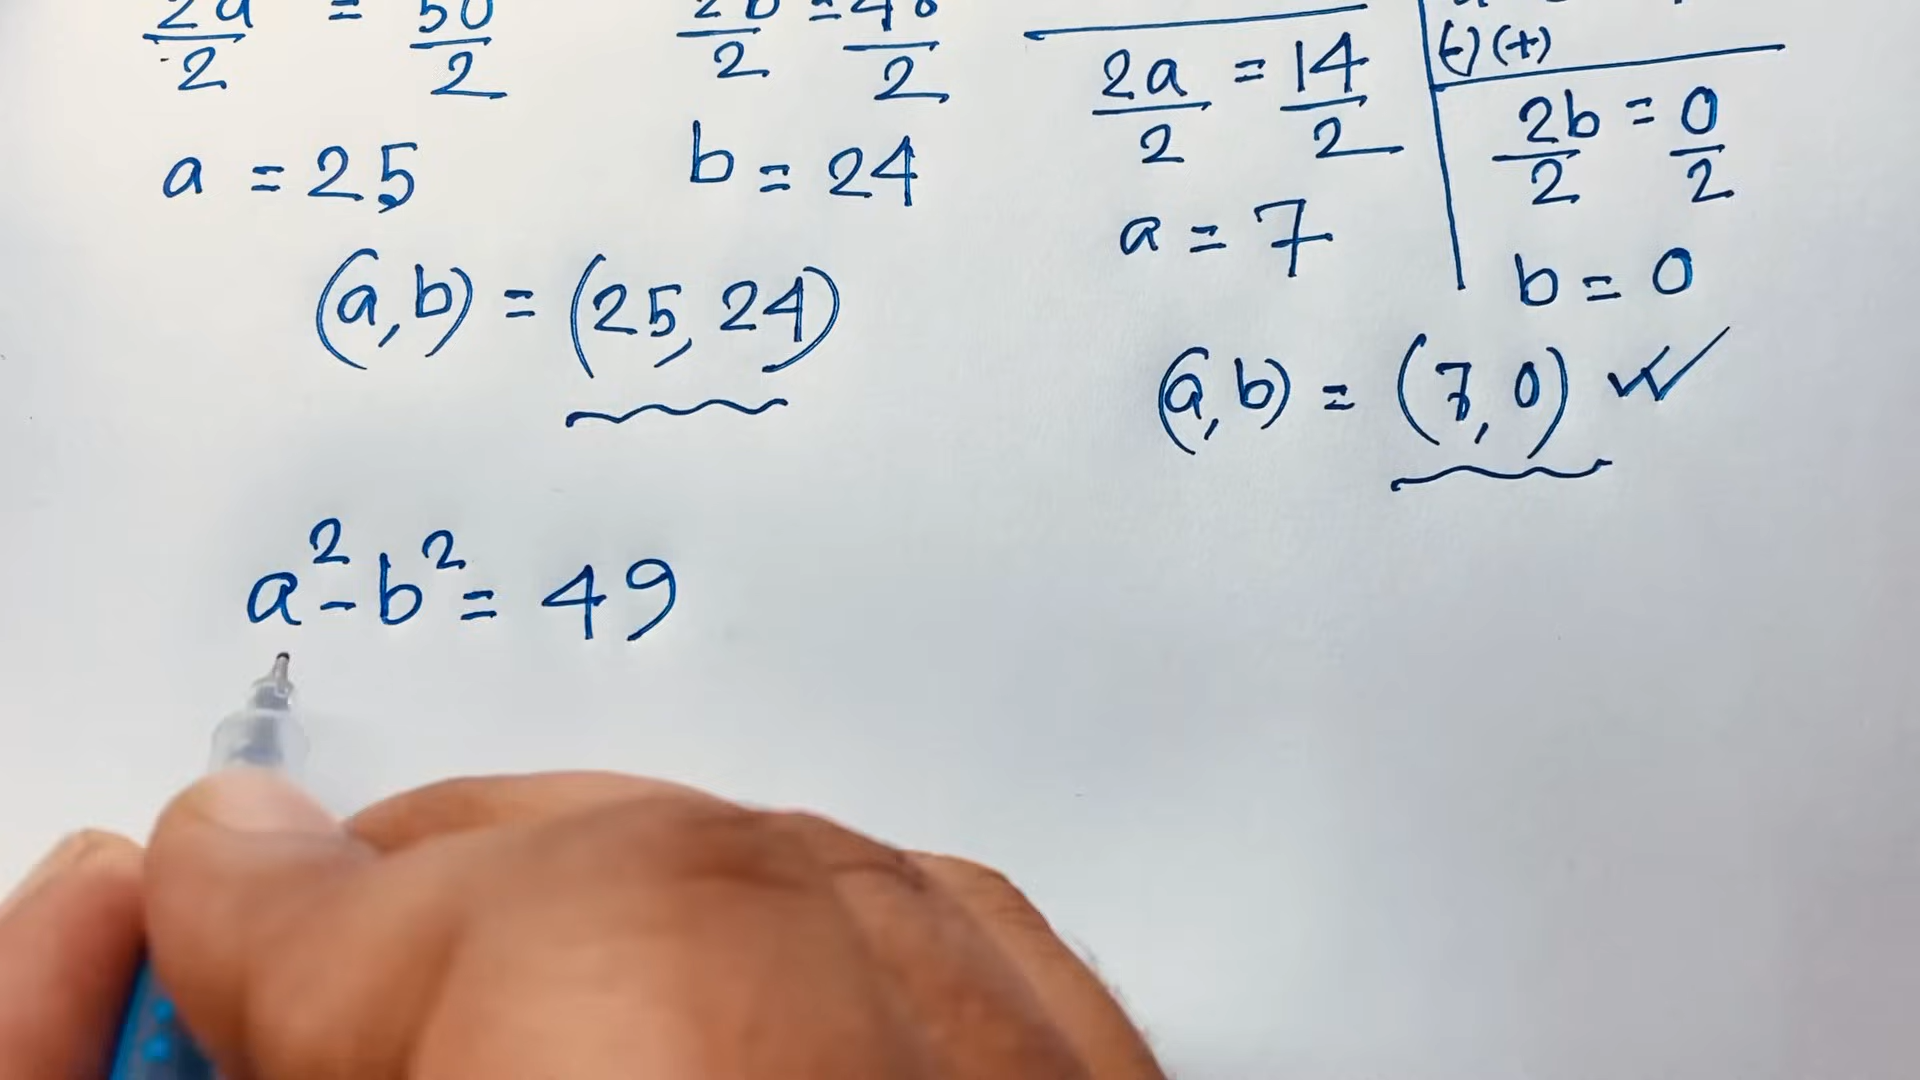 2a/2 = 50/2
a = 25
2b/2 = 48/2
b = 24
(a,b) = (25, 24)
2a/2 = 14/2
a = 7
(-) (+)
2b/2 = 0/2
b = 0
(a,b) = (7, 0) ✓✓
a² - b² = 49